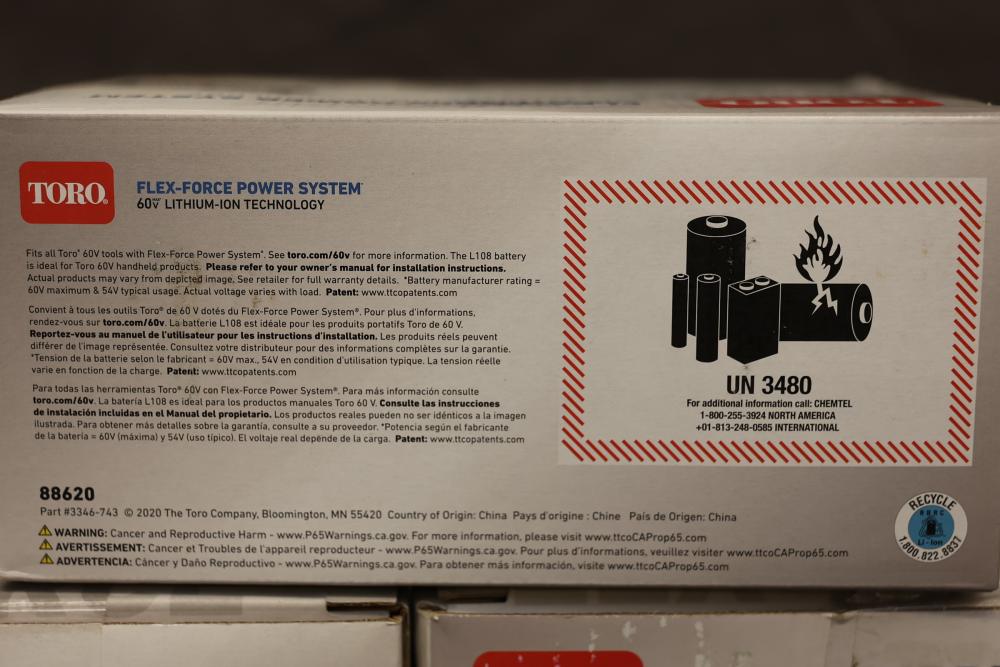 TORO
TORO®
FLEX-FORCE POWER SYSTEM™
60V MAX* LITHIUM-ION TECHNOLOGY
Fits all Toro® 60V tools with Flex-Force Power System™. See toro.com/60v for more information. The L108 battery
is ideal for Toro 60V handheld products. Please refer to your owner's manual for installation instructions.
Actual products may vary from depicted image. See retailer for full warranty details. *Battery manufacturer rating =
60V maximum & 54V typical usage. Actual voltage varies with load. Patent: www.ttcopatents.com
Convient à tous les outils Toro® de 60 V dotés du Flex-Force Power System®. Pour plus d'informations,
rendez-vous sur toro.com/60v. La batterie L108 est idéale pour les produits portatifs Toro de 60 V.
Reportez-vous au manuel de l'utilisateur pour les instructions d'installation. Les produits réels peuvent
différer de l'image représentée. Consultez votre distributeur pour des informations complètes sur la garantie.
*Tension de la batterie selon le fabricant = 60V max., 54V en condition d'utilisation typique. La tension réelle
varie en fonction de la charge. Patent: www.ttcopatents.com
Para todas las herramientas Toro® 60V con Flex-Force Power System®. Para más información consulte
toro.com/60v. La batería L108 es ideal para los productos manuales Toro 60 V. Consulte las instrucciones
de instalación incluidas en el Manual del propietario. Los productos reales pueden no ser idénticos a la imagen
ilustrada. Para obtener más detalles sobre la garantía, consulte a su proveedor. *Potencia según el fabricante
de la batería = 60V (máxima) y 54V (uso típico). El voltaje real depende de la carga. Patent: www.ttcopatents.com
UN 3480
For additional information call: CHEMTEL
1-800-255-3924 NORTH AMERICA
+01-813-248-0585 INTERNATIONAL
88620
Part #3346-743 © 2020 The Toro Company, Bloomington, MN 55420 Country of Origin: China Pays d'origine : Chine País de Origen: China
WARNING: Cancer and Reproductive Harm - www.P65Warnings.ca.gov. For more information, please visit www.ttcoCAProp65.com
AVERTISSEMENT: Cancer et Troubles de l'appareil reproducteur - www.P65Warnings.ca.gov. Pour plus d'informations, veuillez visiter www.ttcoCAProp65.com
ADVERTENCIA: Cáncer y Daño Reproductivo - www.P65Warnings.ca.gov. Para obtener más información, visite www.ttcoCAProp65.com
RECYCLE
RBRC
Li-Ion
1.800.822.8837